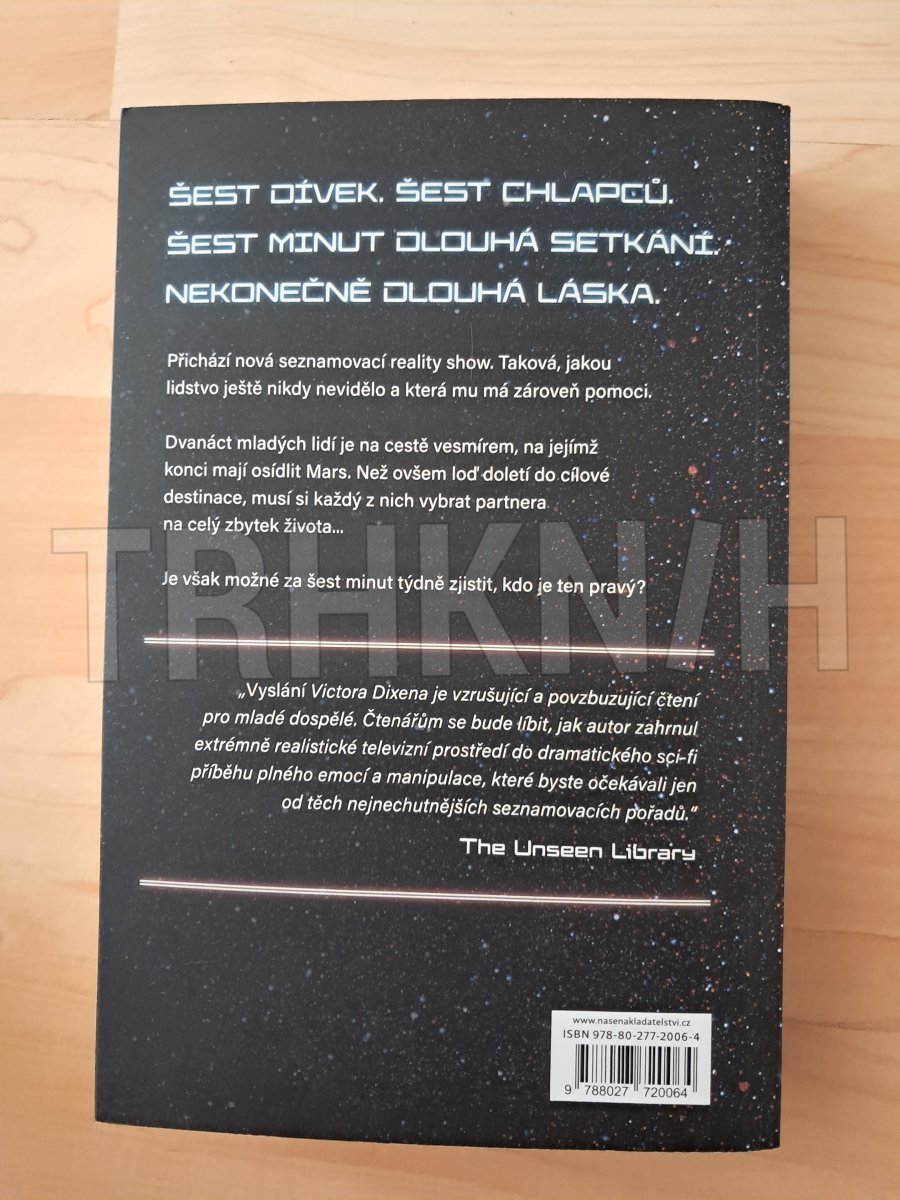 ŠEST DÍVEK. ŠEST CHLAPCŮ.
ŠEST MINUT DLOUHÁ SETKÁNÍ.
NEKONEČNĚ DLOUHÁ LÁSKA.
Přichází nová seznamovací reality show. Taková, jakou
lidstvo ještě nikdy nevidělo a která mu má zároveň pomoci.
Dvanáct mladých lidí je na cestě vesmírem, na jejímž
konci mají osídlit Mars. Než ovšem loď doletí do cílové
destinace, musí si každý z nich vybrat partnera
na celý zbytek života...
TRHKNIH
Je však možné za šest minut týdně zjistit, kdo je ten pravý?
„Vyslání Victora Dixena je vzrušující a povzbuzující čtení
pro mladé dospělé. Čtenářům se bude líbit, jak autor zahrnul
extrémně realistické televizní prostředí do dramatického sci-fi
příběhu plného emocí a manipulace, které byste očekávali jen
od těch nejnechutnějších seznamovacích pořadů.“
The Unseen Library
www.nasenakladatelstvi.cz
ISBN 978-80-277-2006-4
9 788027 720064